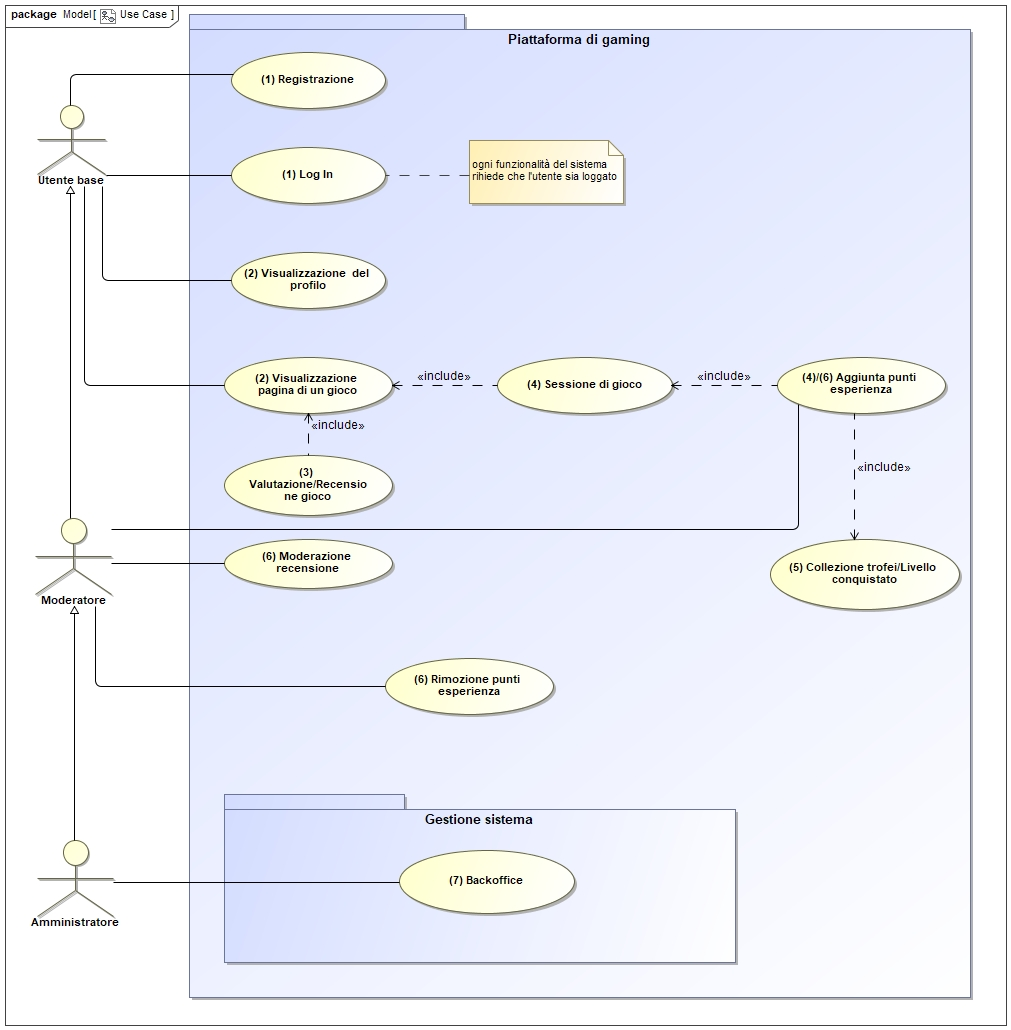 package Model[ Use Case ]
Piattaforma di gaming
(1) Registrazione
Utente base
(1) Log In
ogni funzionalità del sistema
rihiede che l'utente sia loggato
(2) Visualizzazione del
profilo
(2) Visualizzazione
pagina di un gioco
«include»
(4) Sessione di gioco
«include»
(4)/(6) Aggiunta punti
esperienza
«include»
(3)
Valutazione/Recensio
ne gioco
«include»
Moderatore
(6) Moderazione
recensione
(5) Collezione trofei/Livello
conquistato
(6) Rimozione punti
esperienza
Gestione sistema
(7) Backoffice
Amministratore